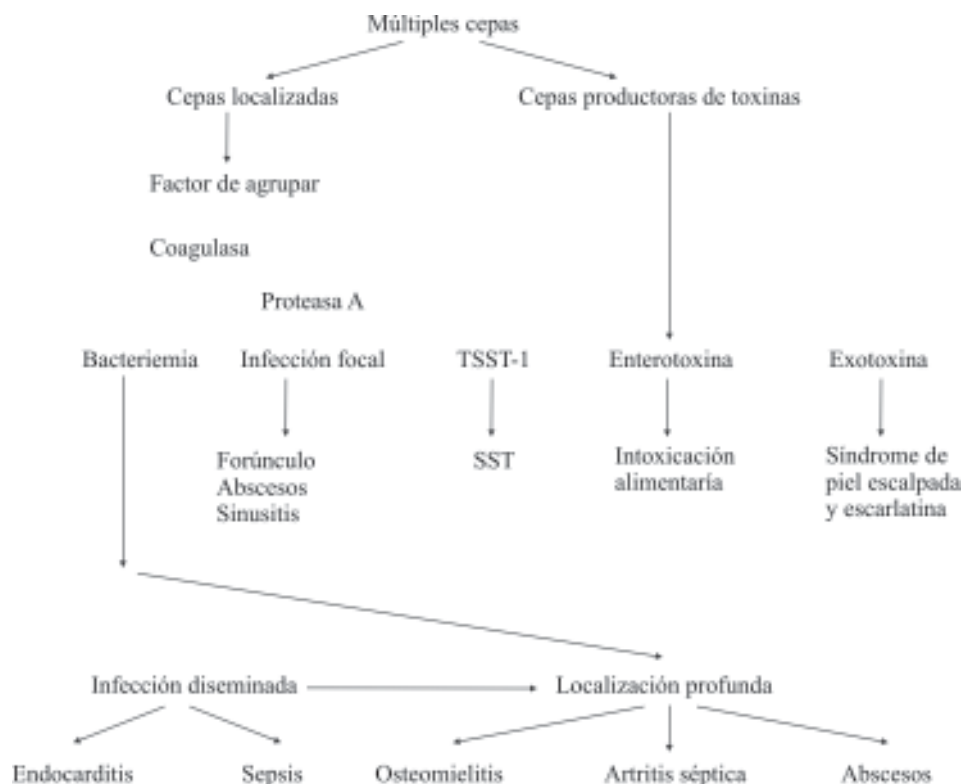 Múltiples cepas
Cepas localizadas
Cepas productoras de toxinas
Factor de agrupar
Coagulasa
Proteasa A
Bacteriemia
Infección focal
TSST-1
Enterotoxina
Exotoxina
Forúnculo
Abscesos
Sinusitis
SST
Intoxicación
alimentaría
Síndrome de
piel escalpada
y escarlatina
Infección diseminada
Localización profunda
Endocarditis
Sepsis
Osteomielitis
Artritis séptica
Abscesos